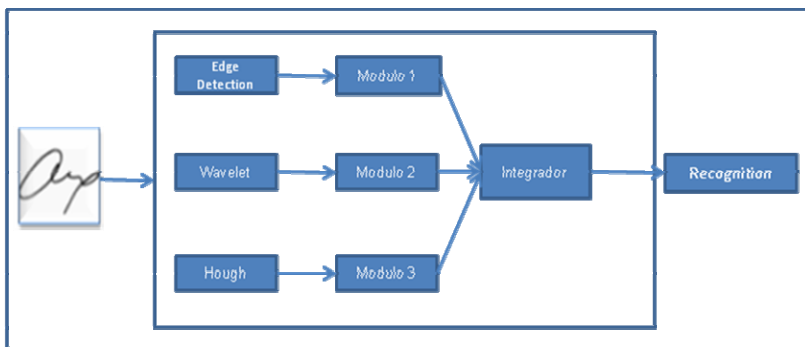 Edge
Detection
Modulo 1
Wavelet
Modulo 2
Integrador
Recognition
Hough
Modulo 3